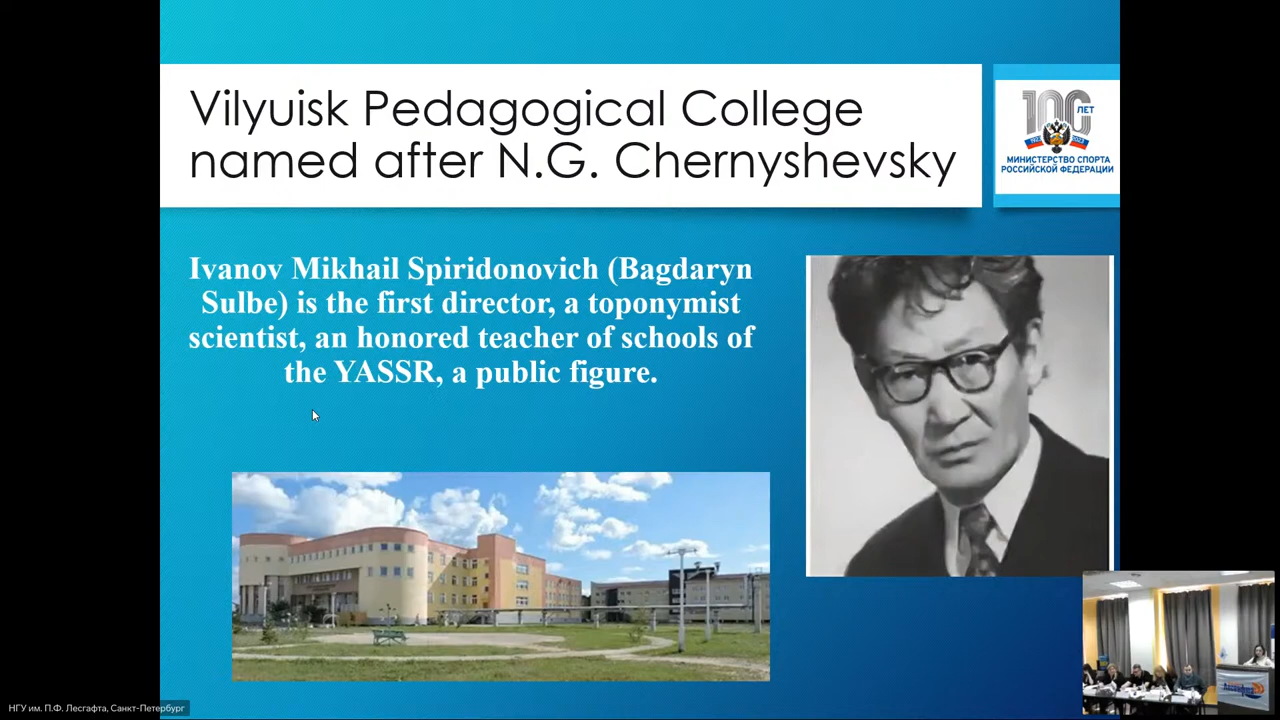 Vilyuisk Pedagogical College
named after N.G. Chernyshevsky
100 ЛЕТ
МИНИСТЕРСТВО СПОРТА
РОССИЙСКОЙ ФЕДЕРАЦИИ
Ivanov Mikhail Spiridonovich (Bagdaryn
Sulbe) is the first director, a toponymist
scientist, an honored teacher of schools of
the YASSR, a public figure.
НГУ им. П.Ф. Лесгафта, Санкт-Петербург